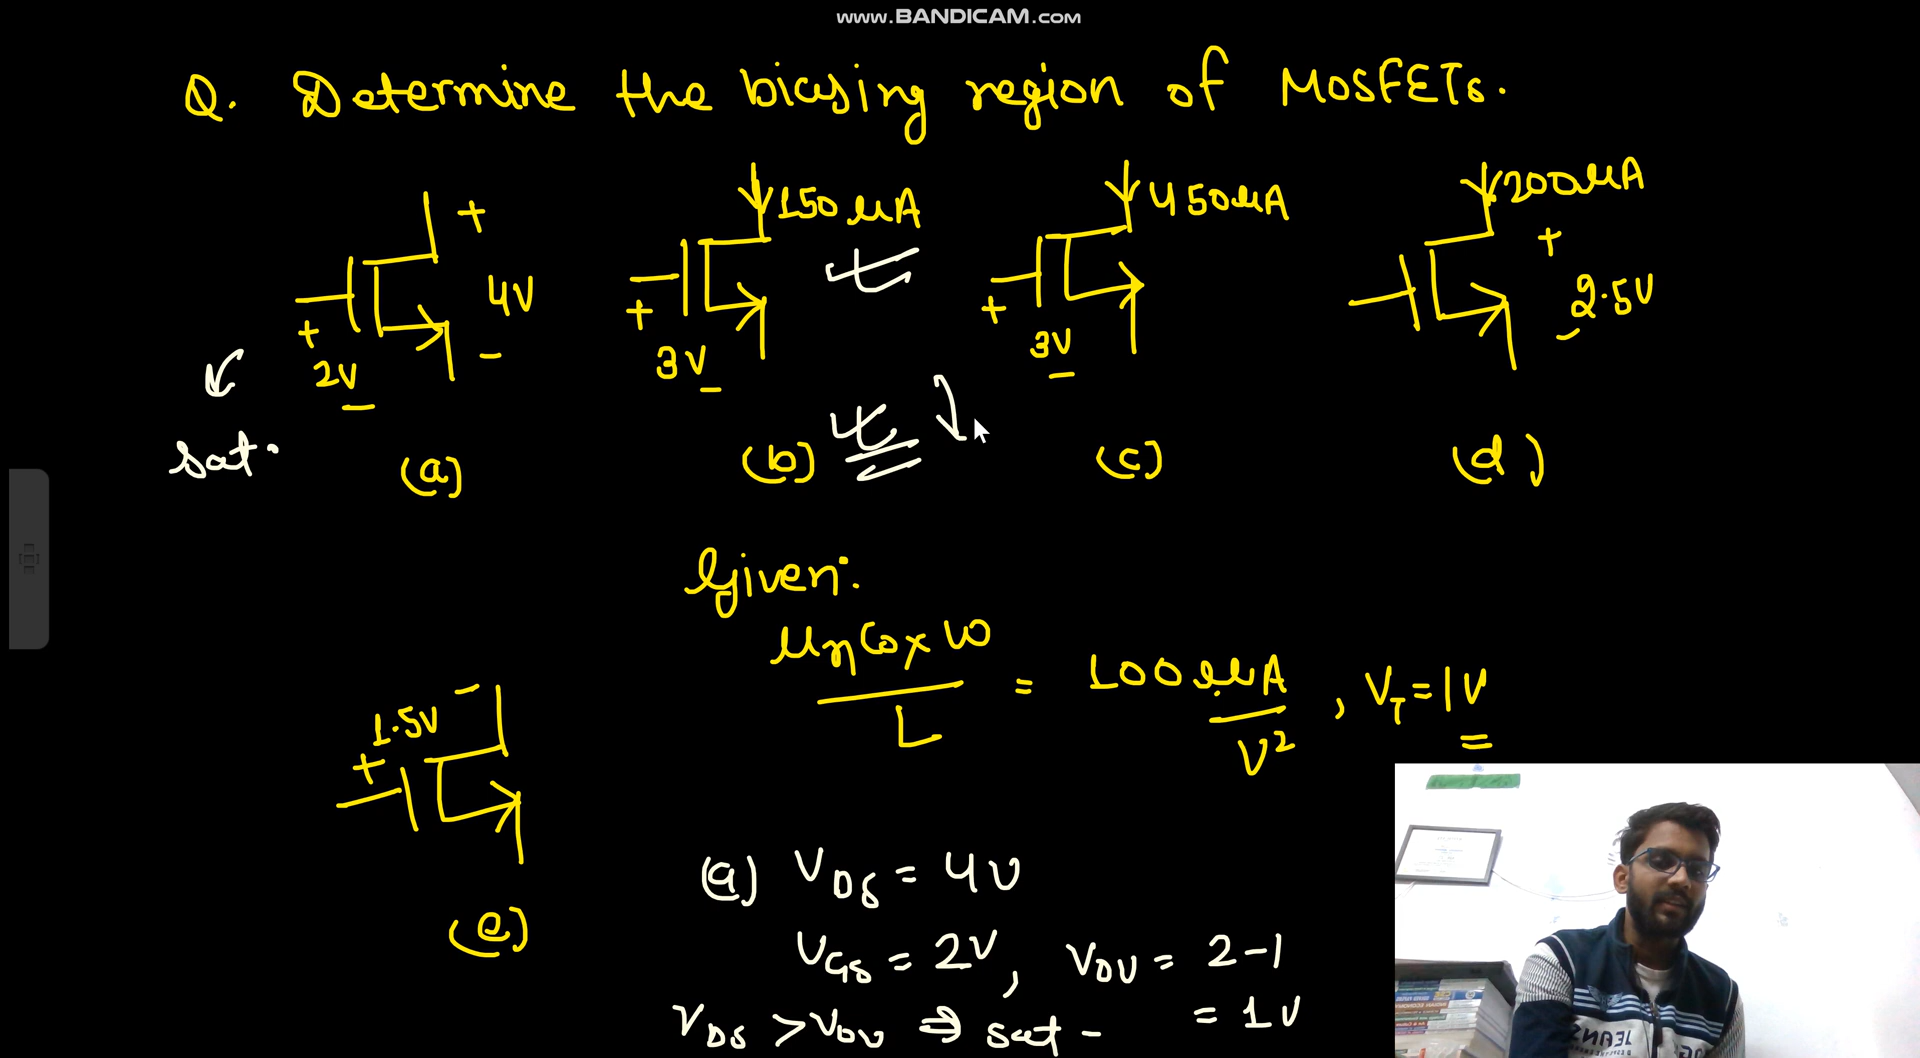 www.BANDICAM.com
Q. Determine the biasing region of MOSFETs.
+ 150 µA 450 µA 200 µA
4V + 2.5V -
+ 2V - -
+ 3V -
+ 3V -
sat.
(a) (b) (c) (d)
Given:
µnCox W
L
= 100 µA
V²
, VT = 1V
- 1.5V +
(e)
(a) VDS = 4V
VGS = 2V, VOV = 2-1
= 1V
VDS > VOV ⇒ sat -
JEANS